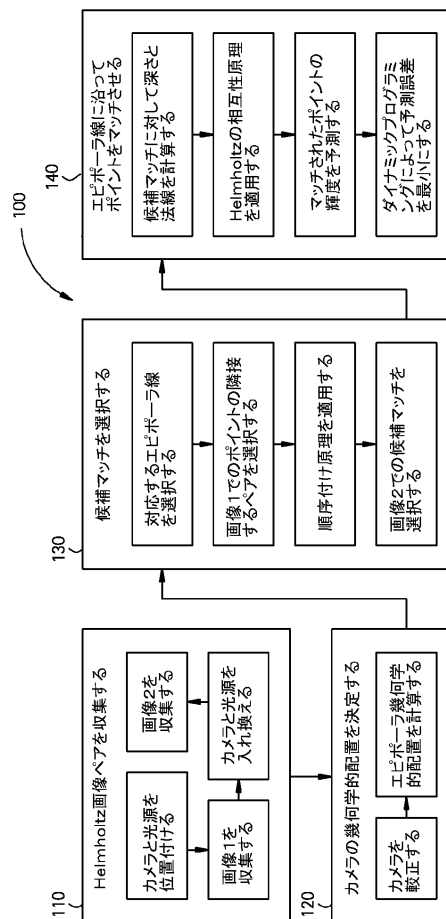 100
110
Helmholtz画像ペアを収集する
カメラと光源を
位置付ける
画像1を
収集する
カメラと光源を
入れ換える
画像2を
収集する
120
カメラの幾何学的配置を決定する
カメラを
較正する
エピポーラ幾何学
的配置を計算する
130
候補マッチを選択する
対応するエピポーラ線
を選択する
画像1でのポイントの隣接
するペアを選択する
順序付け原理を適用する
画像2での候補マッチを
選択する
140
エピポーラ線に沿って
ポイントをマッチさせる
候補マッチに対して深さと
法線を計算する
Helmholtzの相互性原理
を適用する
マッチされたポイントの
輝度を予測する
ダイナミックプログラミ
ングによって予測誤差
を最小にする